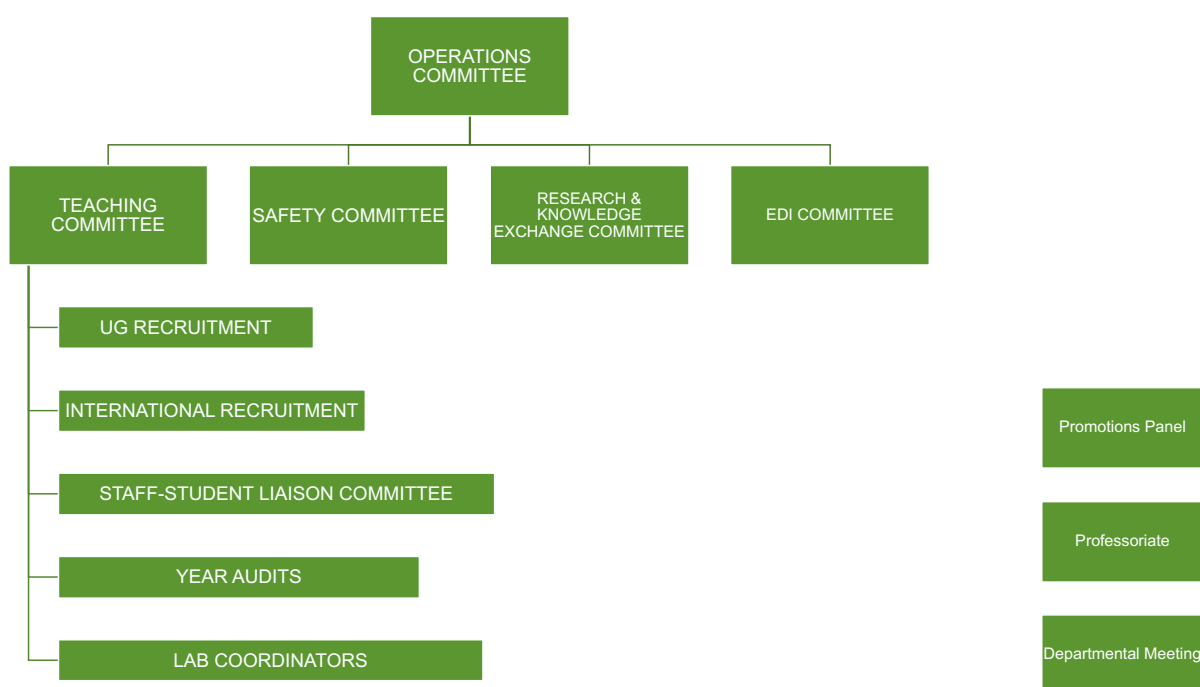 OPERATIONS
COMMITTEE
TEACHING
COMMITTEE
SAFETY COMMITTEE
RESEARCH &
KNOWLEDGE
EXCHANGE COMMITTEE
EDI COMMITTEE
UG RECRUITMENT
INTERNATIONAL RECRUITMENT
STAFF-STUDENT LIAISON COMMITTEE
YEAR AUDITS
LAB COORDINATORS
Promotions Panel
Professoriate
Departmental Meeting